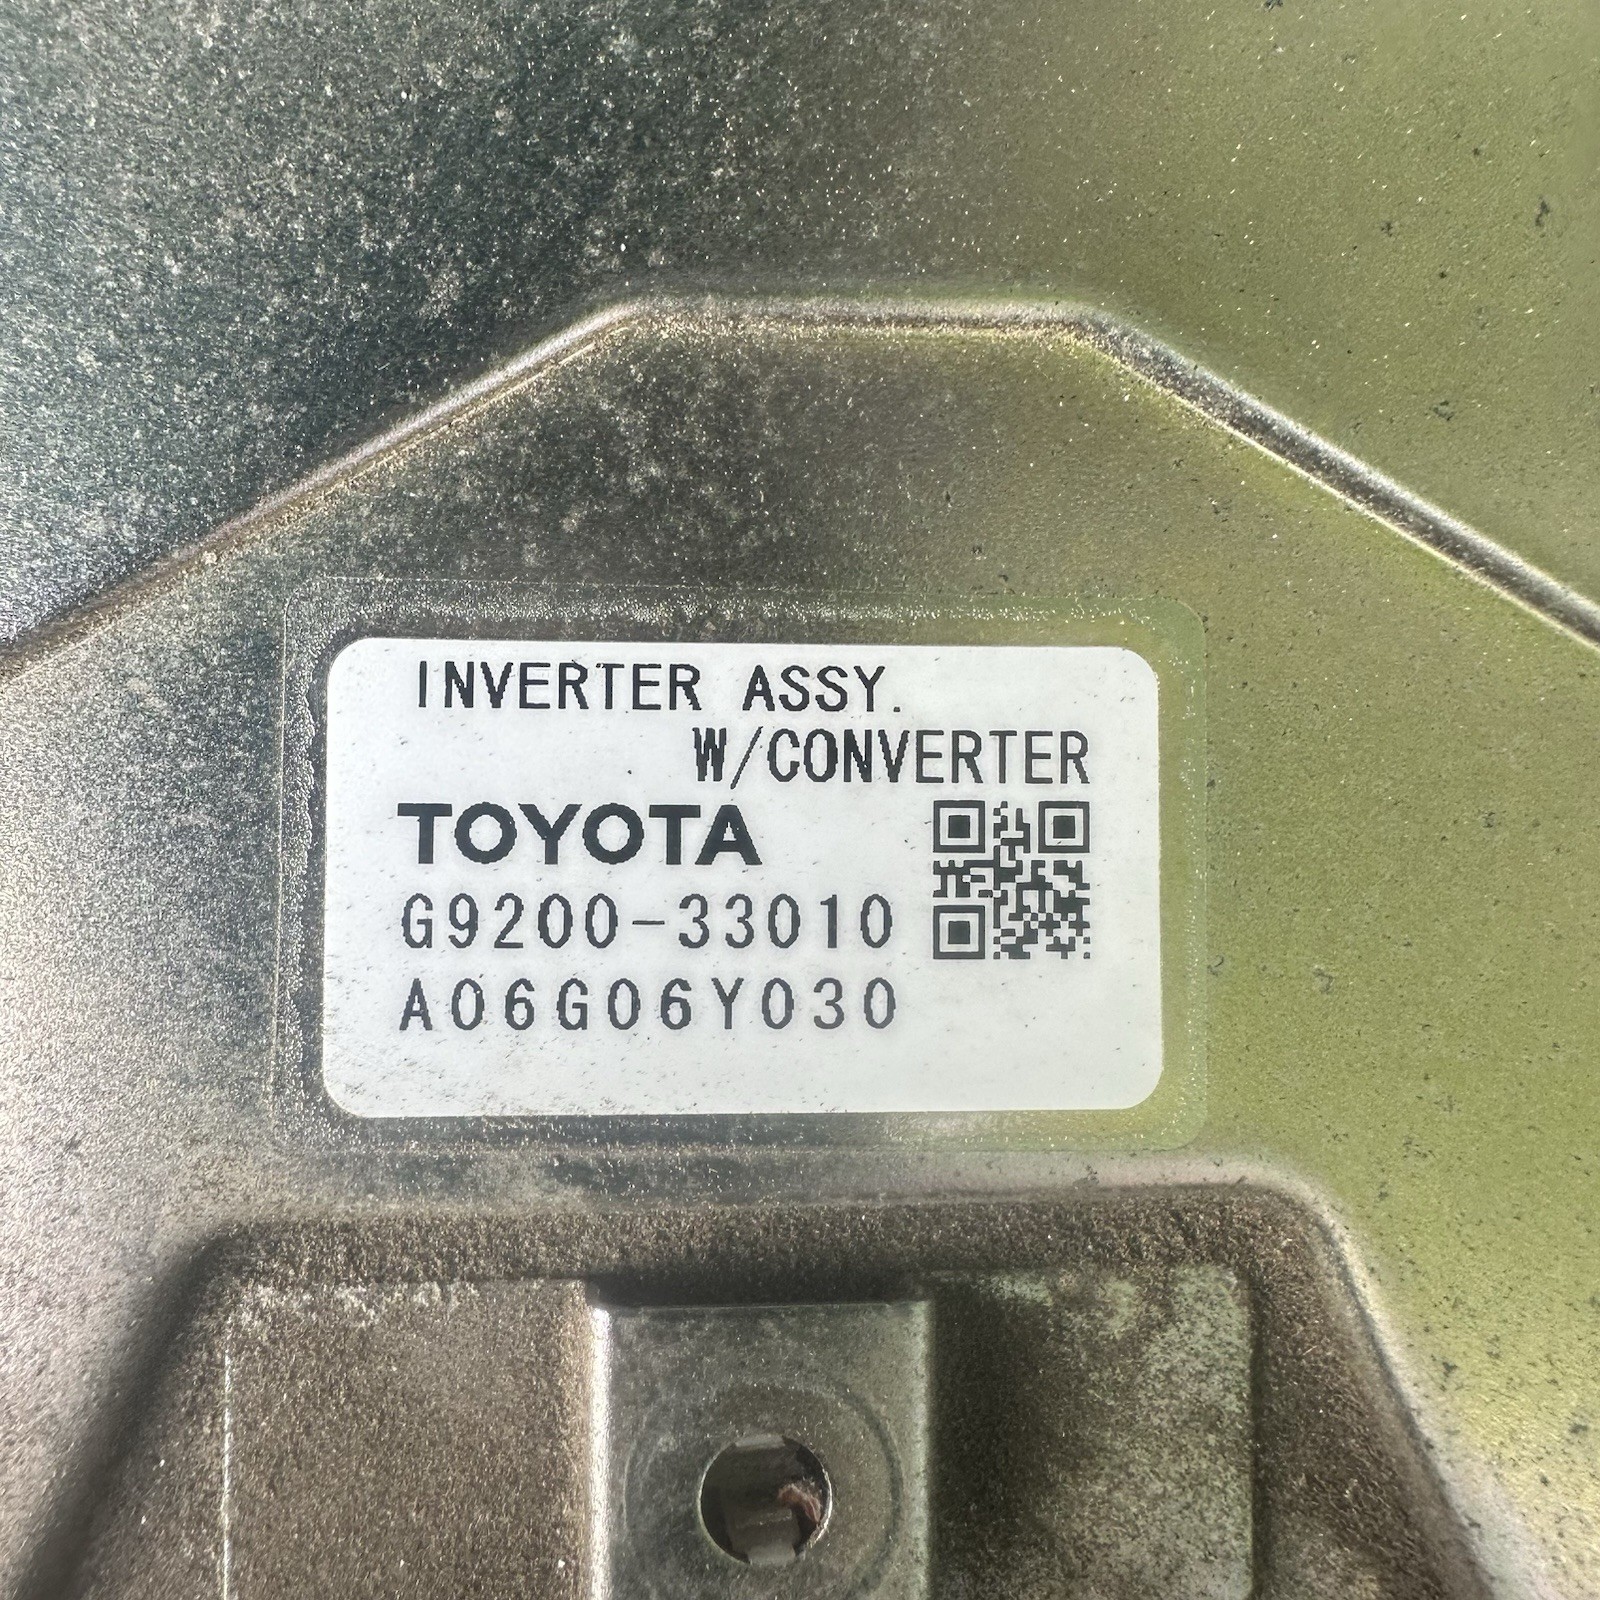 INVERTER ASSY.
W/CONVERTER
TOYOTA
G9200-33010
A06G06Y030